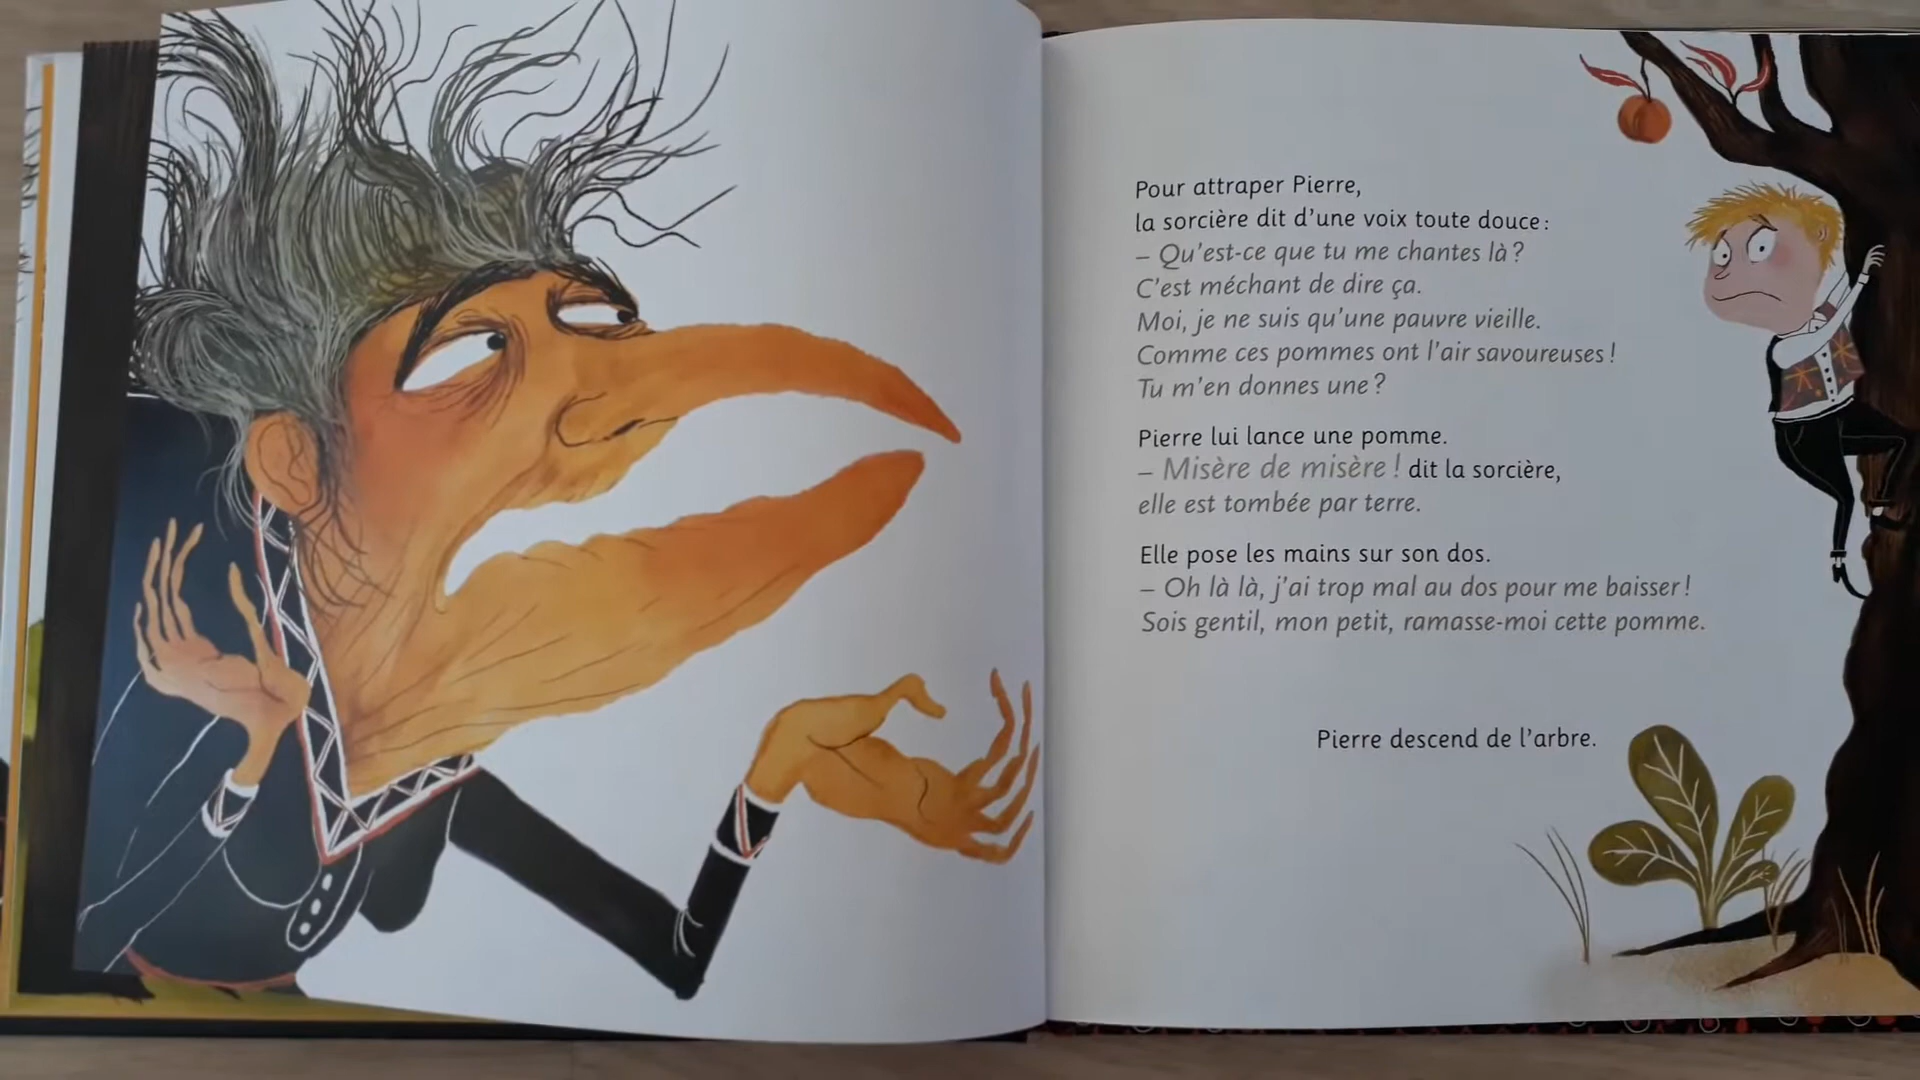 Pour attraper Pierre,
la sorcière dit d'une voix toute douce :
– Qu'est-ce que tu me chantes là ?
C'est méchant de dire ça.
Moi, je ne suis qu'une pauvre vieille.
Comme ces pommes ont l'air savoureuses !
Tu m'en donnes une ?
Pierre lui lance une pomme.
– Misère de misère ! dit la sorcière,
elle est tombée par terre.
Elle pose les mains sur son dos.
– Oh là là, j'ai trop mal au dos pour me baisser !
Sois gentil, mon petit, ramasse-moi cette pomme.
Pierre descend de l'arbre.